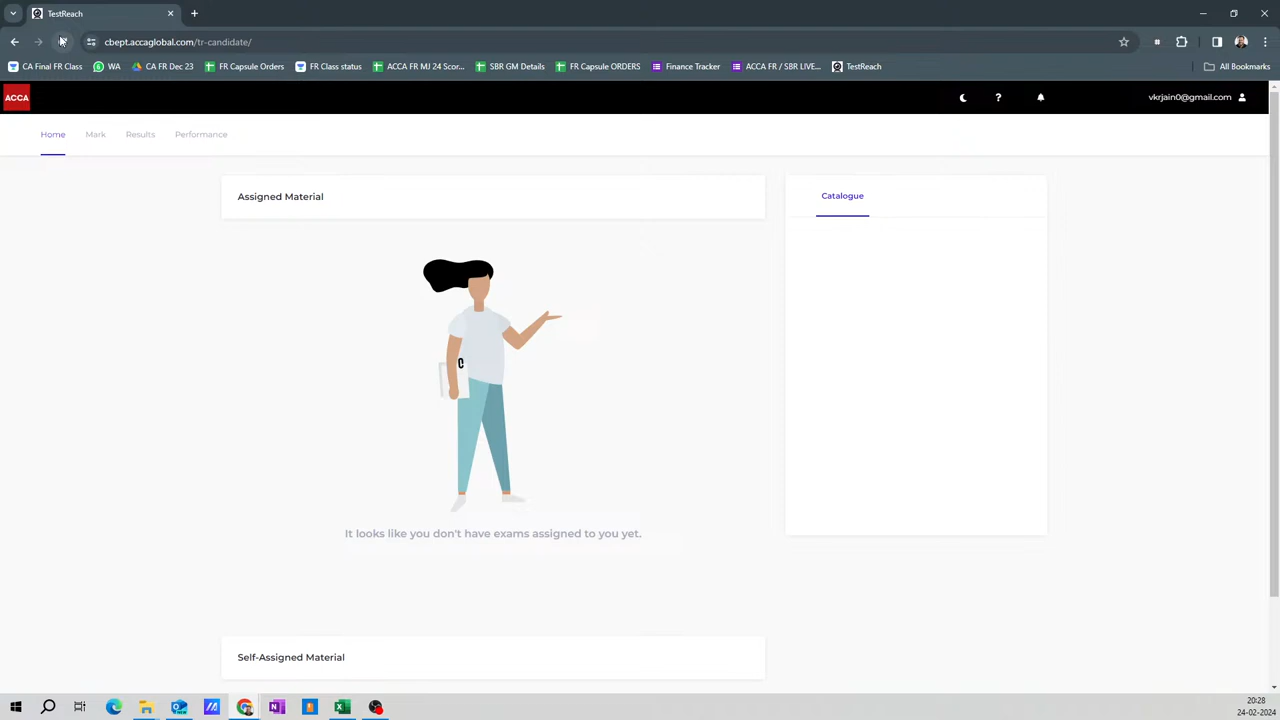 TestReach
cbept.accaglobal.com/tr-candidate/
CA Final FR Class
WA
CA FR Dec 23
FR Capsule Orders
FR Class status
ACCA FR MJ 24 Scor...
SBR GM Details
FR Capsule ORDERS
Finance Tracker
ACCA FR / SBR LIVE...
TestReach
All Bookmarks
ACCA
?
vkrjain0@gmail.com
Home
Mark
Results
Performance
Assigned Material
Catalogue
It looks like you don't have exams assigned to you yet.
Self-Assigned Material
20:28
24-02-2024